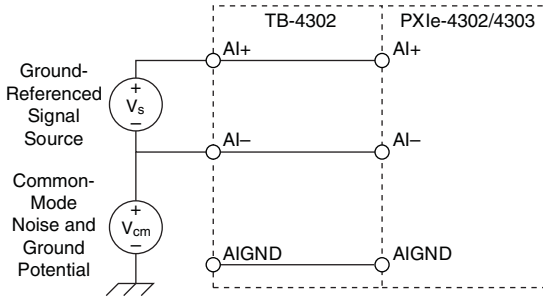 TB-4302
PXIe-4302/4303
AI+
AI+
Ground-
Referenced
Signal
Source
+
Vs
–
AI–
AI–
Common-
Mode
Noise and
Ground
Potential
+
Vcm
–
AIGND
AIGND